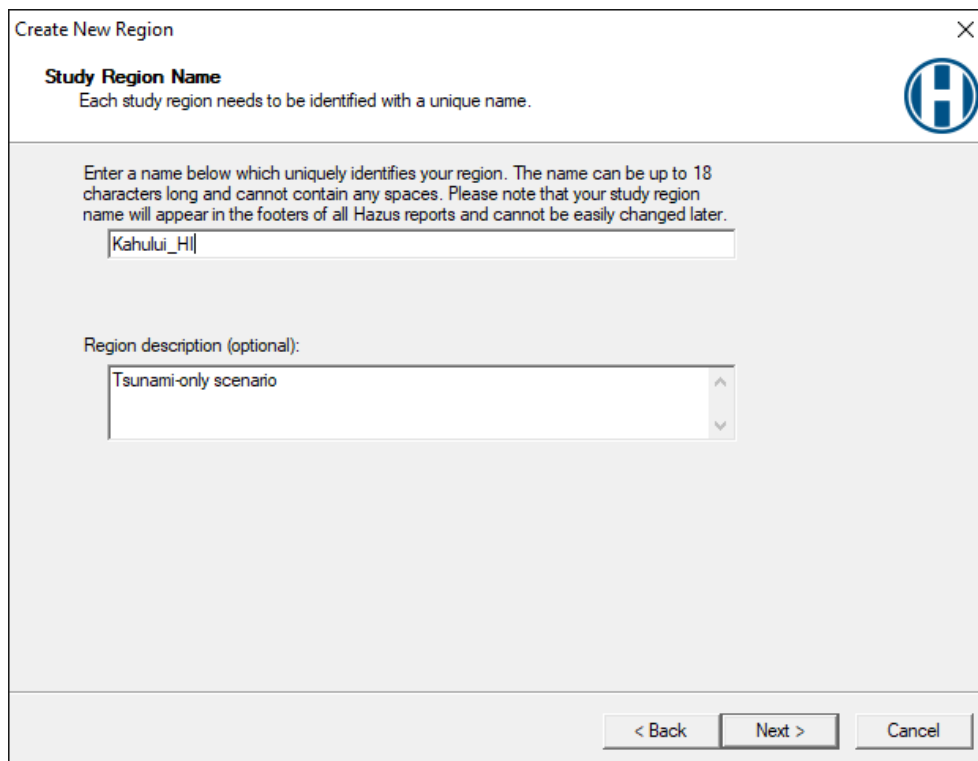 Create New Region
Study Region Name
Each study region needs to be identified with a unique name.
Enter a name below which uniquely identifies your region. The name can be up to 18
characters long and cannot contain any spaces. Please note that your study region
name will appear in the footers of all Hazus reports and cannot be easily changed later.
Kahului_HI
Region description (optional):
Tsunami-only scenario
< Back
Next >
Cancel